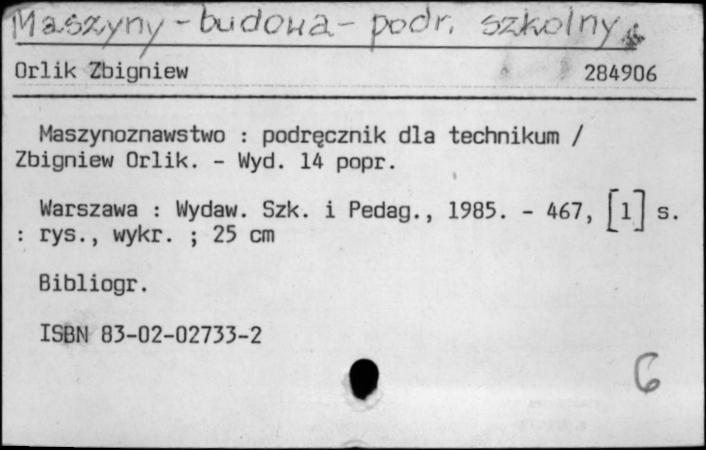 Maszyny - budowa - podr. szkolny
Orlik Zbigniew 284906
Maszynoznawstwo : podręcznik dla technikum /
Zbigniew Orlik. - Wyd. 14 popr.
Warszawa : Wydaw. Szk. i Pedag., 1985. - 467, [1] s.
: rys., wykr. ; 25 cm
Bibliogr.
ISBN 83-02-02733-2
6